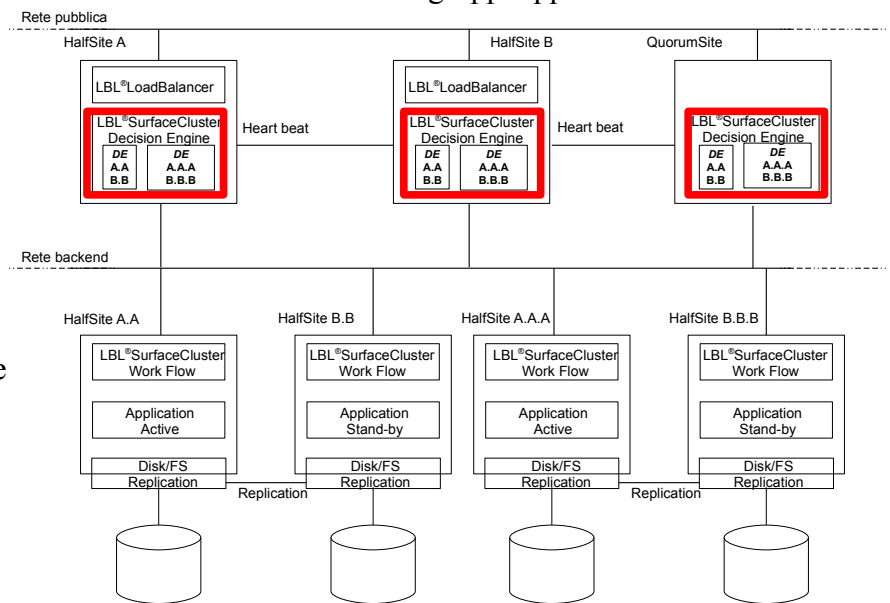 Rete pubblica
HalfSite A
HalfSite B
QuorumSite
LBL®LoadBalancer
LBL®LoadBalancer
LBL®SurfaceCluster
Decision Engine
DE
A.A
B.B
DE
A.A.A
B.B.B
Heart beat
LBL®SurfaceCluster
Decision Engine
DE
A.A
B.B
DE
A.A.A
B.B.B
Heart beat
LBL®SurfaceCluster
Decision Engine
DE
A.A
B.B
DE
A.A.A
B.B.B
Rete backend
HalfSite A.A
HalfSite B.B
HalfSite A.A.A
HalfSite B.B.B
e
LBL®SurfaceCluster
Work Flow
LBL®SurfaceCluster
Work Flow
LBL®SurfaceCluster
Work Flow
LBL®SurfaceCluster
Work Flow
Application
Active
Application
Stand-by
Application
Active
Application
Stand-by
Disk/FS
Replication
Replication
Disk/FS
Replication
Disk/FS
Replication
Replication
Disk/FS
Replication